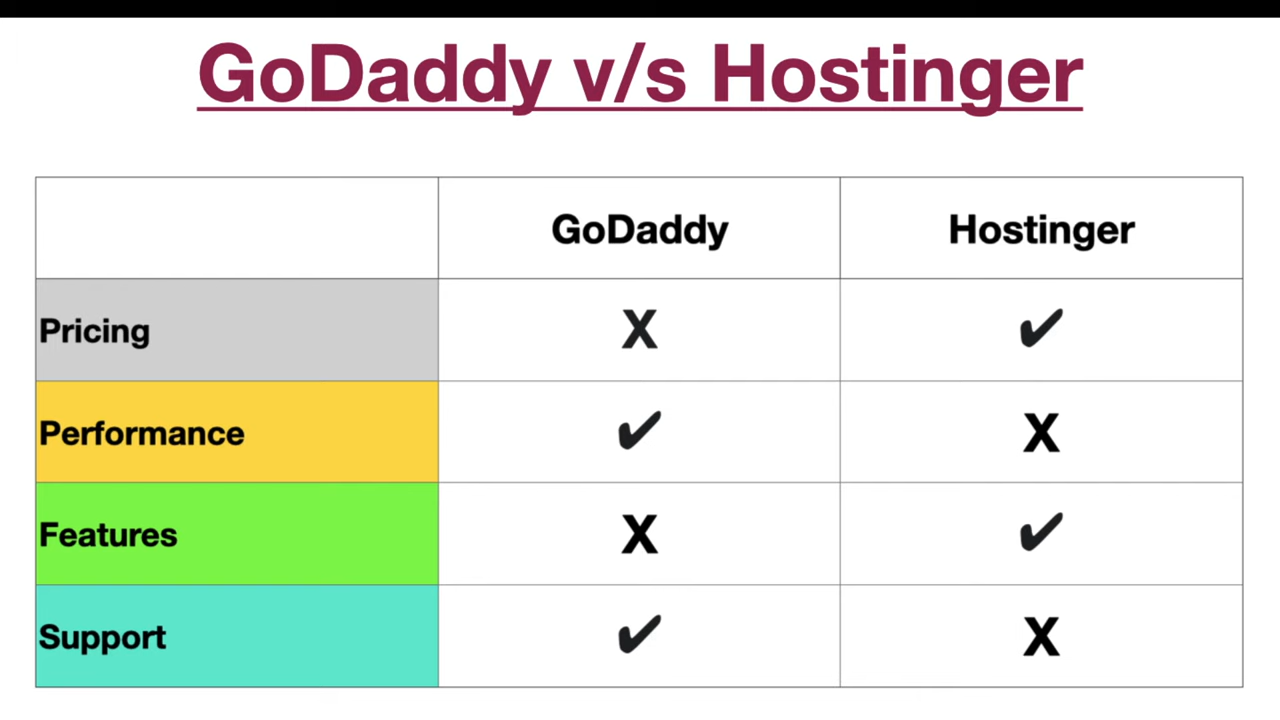 GoDaddy v/s Hostinger
GoDaddy Hostinger
Pricing X ✔
Performance ✔ X
Features X ✔
Support ✔ X